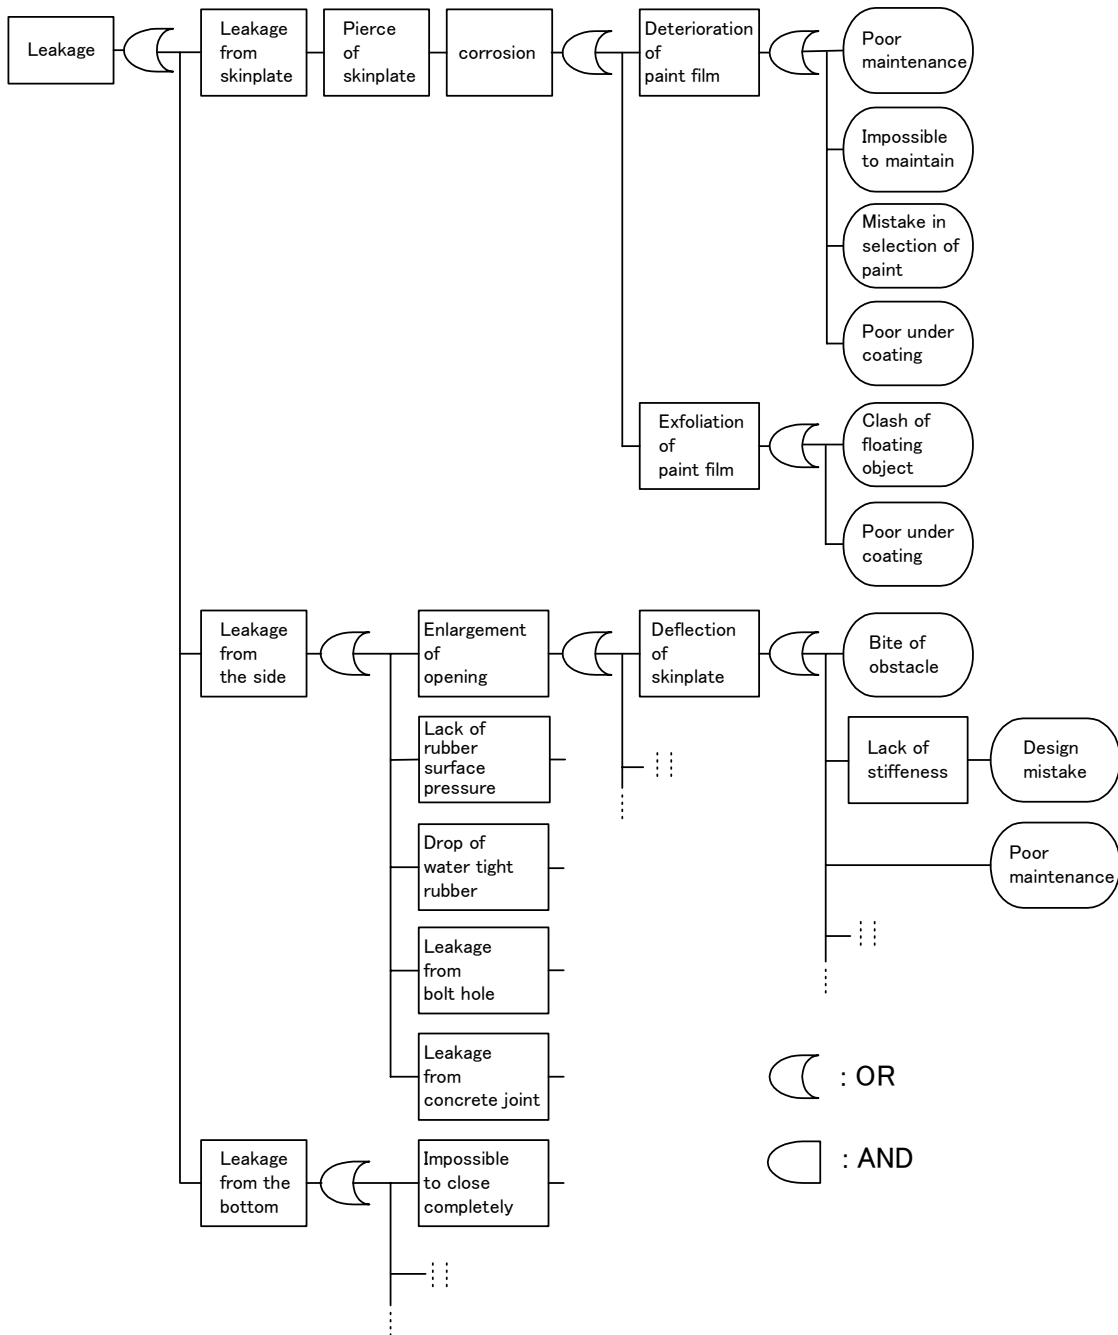 Leakage
Leakage
from
skinplate
Pierce
of
skinplate
corrosion
Deterioration
of
paint film
Poor
maintenance
Impossible
to maintain
Mistake in
selection of
paint
Poor under
coating
Exfoliation
of
paint film
Clash of
floating
object
Poor under
coating
Leakage
from
the side
Enlargement
of
opening
Deflection
of
skinplate
Bite of
obstacle
Lack of
rubber
surface
pressure
Lack of
stiffeness
Design
mistake
Drop of
water tight
rubber
Poor
maintenance
Leakage
from
bolt hole
Leakage
from
concrete joint
: OR
Leakage
from the
bottom
Impossible
to close
completely
: AND